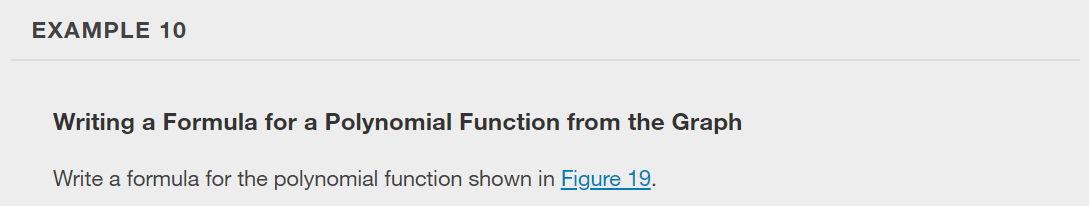 EXAMPLE 10
Writing a Formula for a Polynomial Function from the Graph
Write a formula for the polynomial function shown in Figure 19.